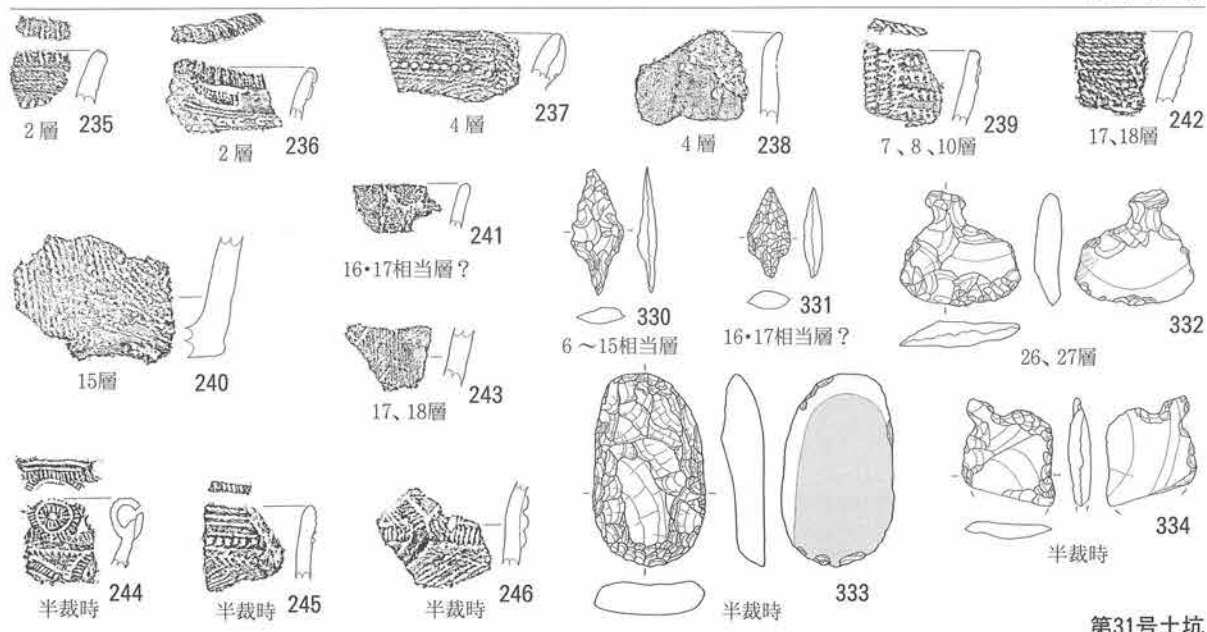 235
2層
236
2層
237
4層
238
4層
239
7、8、10層
242
17、18層
240
15層
241
16・17相当層？
243
17、18層
330
6～15相当層
331
16・17相当層？
332
26、27層
244
半裁時
245
半裁時
246
半裁時
333
半裁時
334
半裁時
第31号土坑